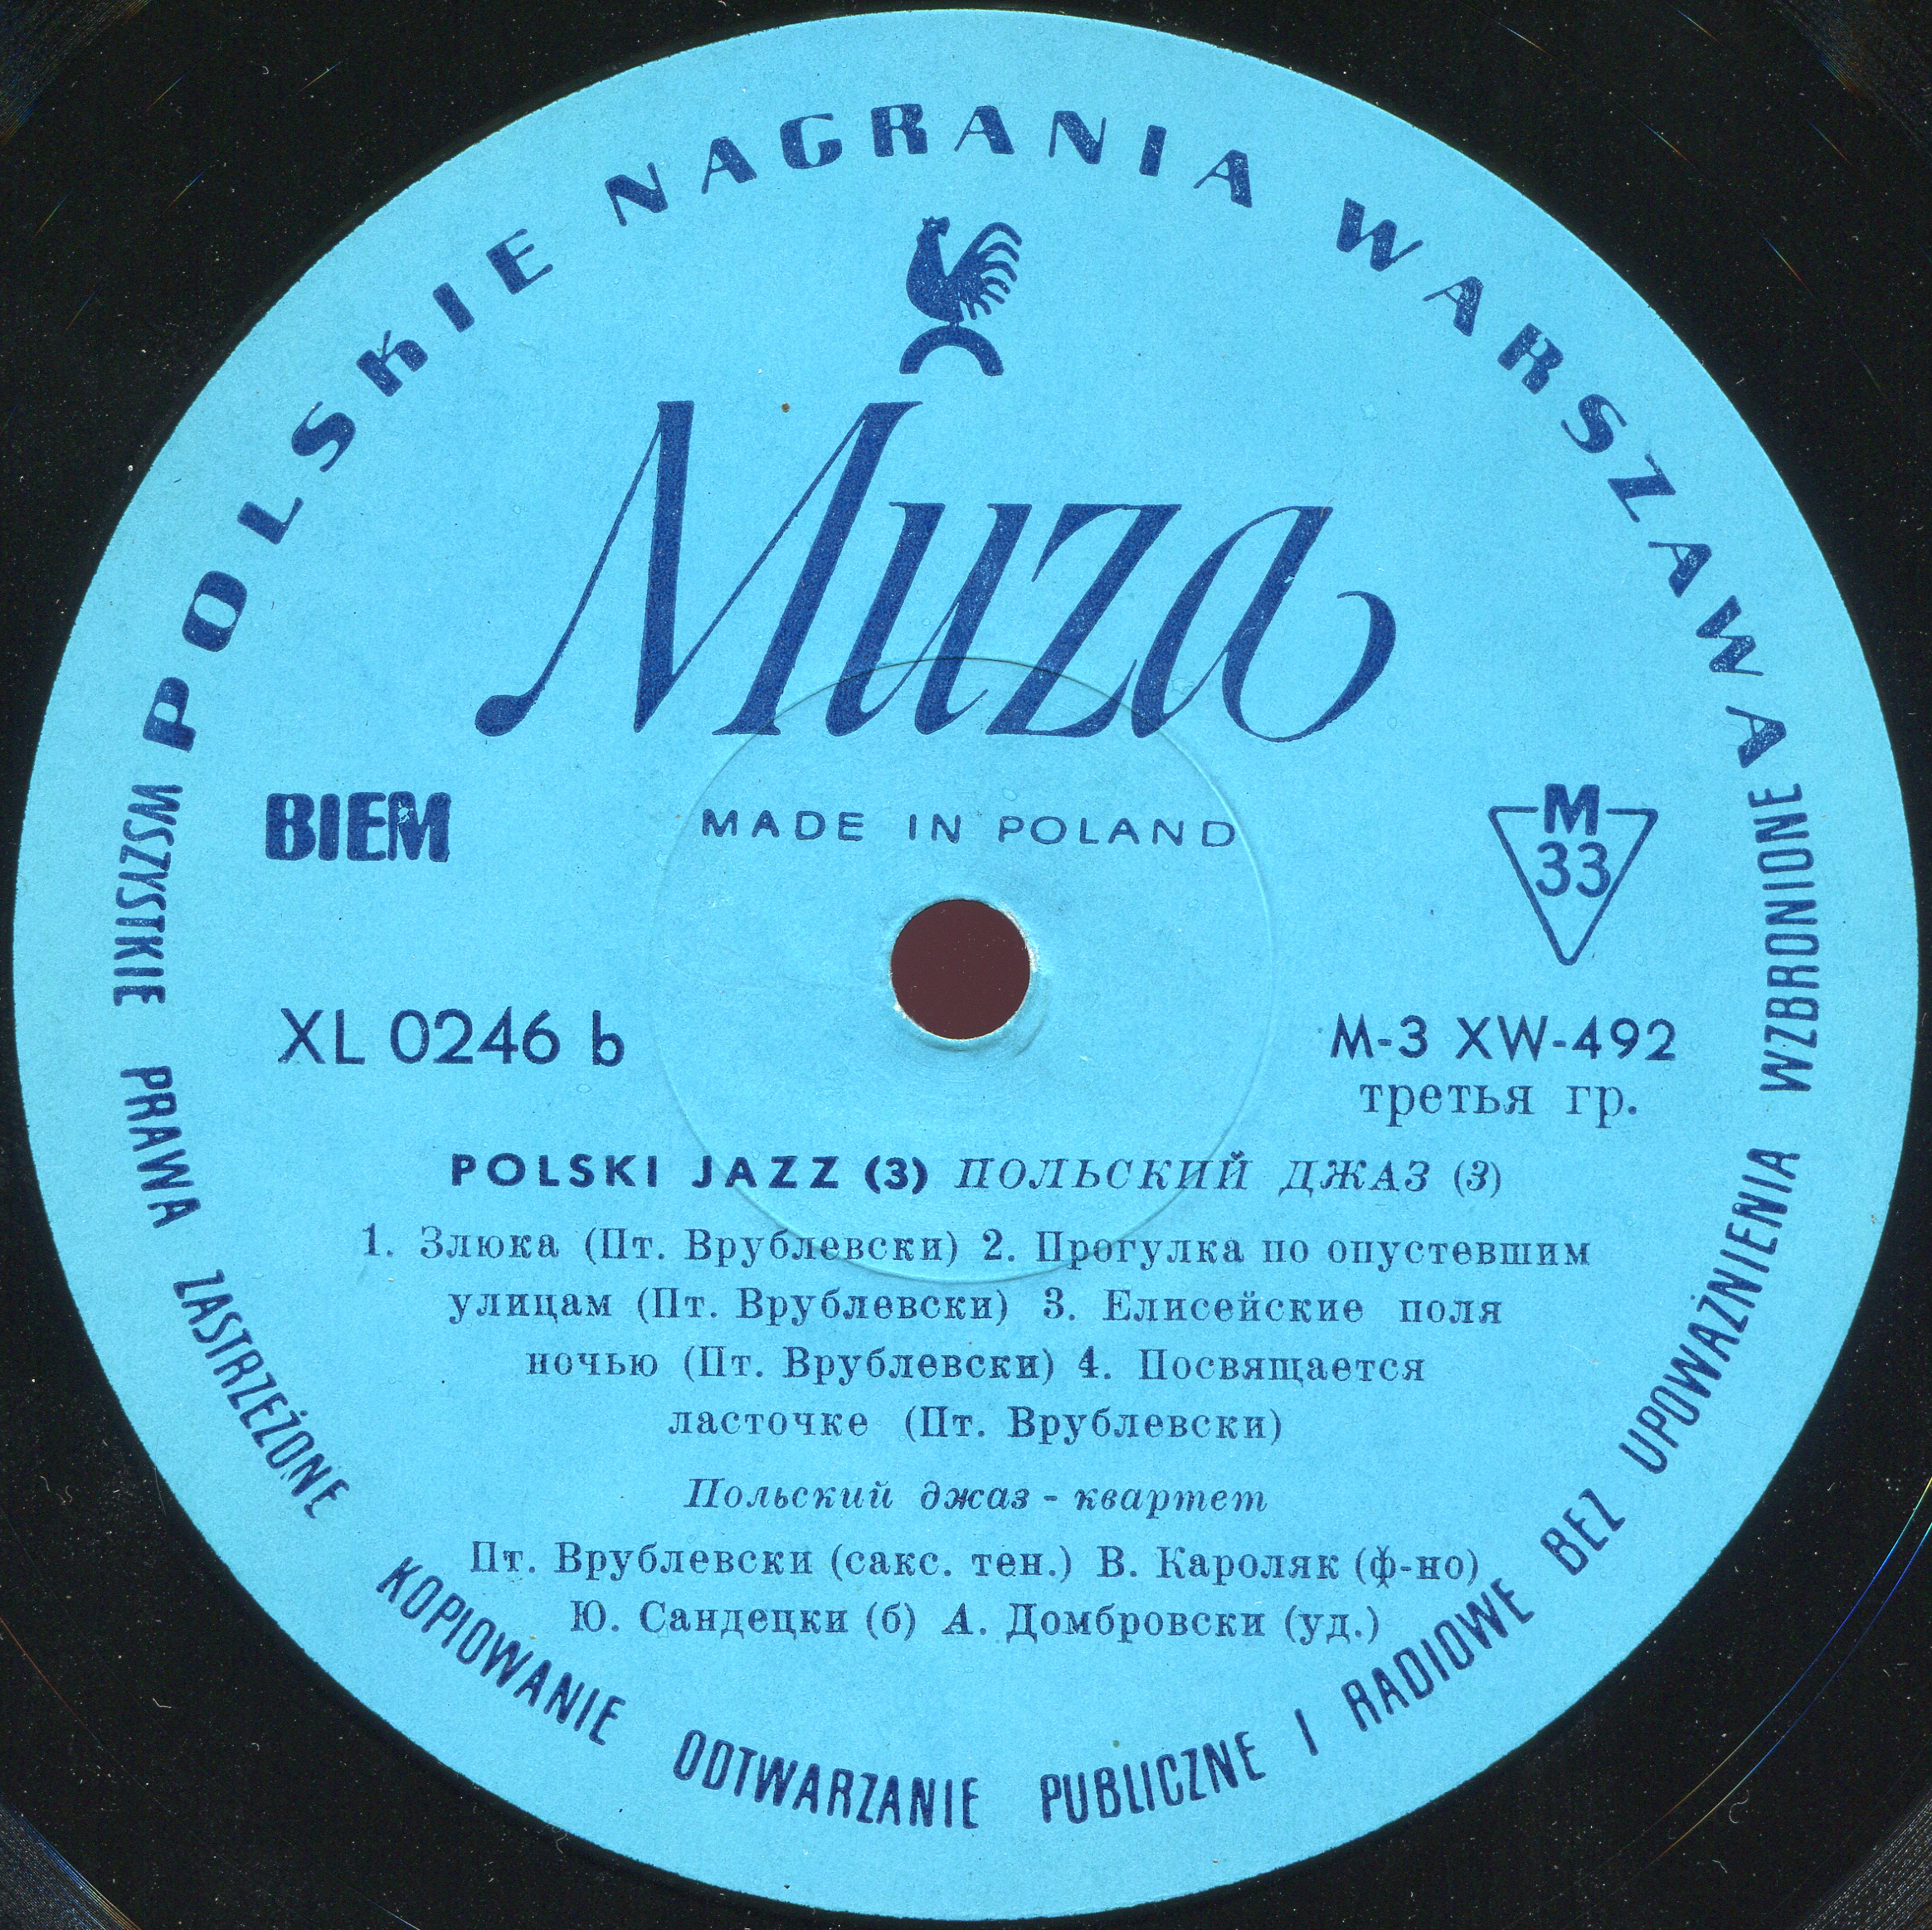 POLSKIE NAGRANIA WARSZAWA
Muza
BIEM
MADE IN POLAND
M
33
XL 0246 b
M-3 XW-492
третья гр.
POLSKI JAZZ (3) ПОЛЬСКИЙ ДЖАЗ (3)
1. Злюка (Пт. Врублевски) 2. Прогулка по опустевшим
улицам (Пт. Врублевски) 3. Елисейские поля
ночью (Пт. Врублевски) 4. Посвящается
ласточке (Пт. Врублевски)
Польский джаз - квартет
Пт. Врублевски (сакс. тен.) В. Кароляк (ф-но)
Ю. Сандецки (б) А. Домбровски (уд.)
WSZYSTKIE PRAWA ZASTRZEŻONE KOPIOWANIE ODTWARZANIE PUBLICZNE I RADIOWE BEZ UPOWAŻNIENIA WZBRONIONE